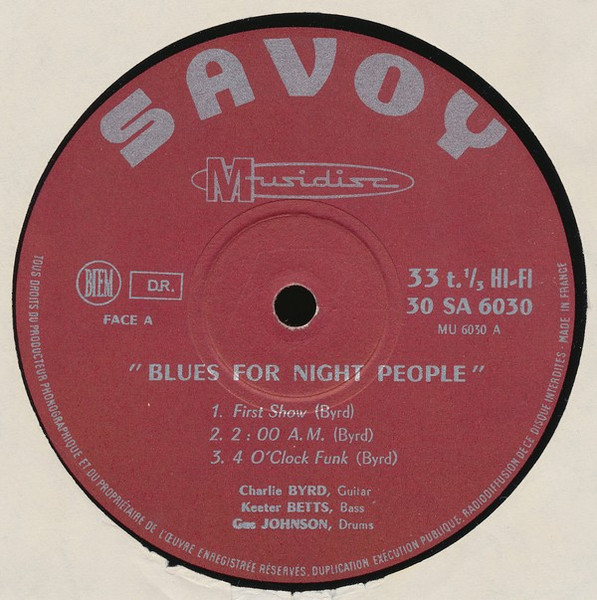 SAVOY
Musidisc
BIEM
D.R.
FACE A
33 t.⅓ HI-FI
30 SA 6030
MU 6030 A
"BLUES FOR NIGHT PEOPLE"
1. First Show (Byrd)
2. 2 : 00 A.M. (Byrd)
3. 4 O'Clock Funk (Byrd)
Charlie BYRD, Guitar
Keeter BETTS, Bass
Gus JOHNSON, Drums
TOUS DROITS DU PRODUCTEUR PHONOGRAPHIQUE ET DU PROPRIÉTAIRE DE L'ŒUVRE ENREGISTRÉE RÉSERVÉS, DUPLICATION EXÉCUTION PUBLIQUE, RADIODIFFUSION DE CE DISQUE INTERDITES - MADE IN FRANCE